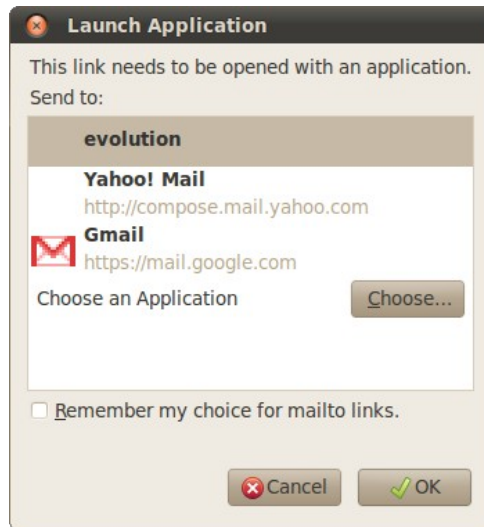 Launch Application
This link needs to be opened with an application.
Send to:
evolution
Yahoo! Mail
http://compose.mail.yahoo.com
Gmail
https://mail.google.com
Choose an Application Choose...
Remember my choice for mailto links.
Cancel OK